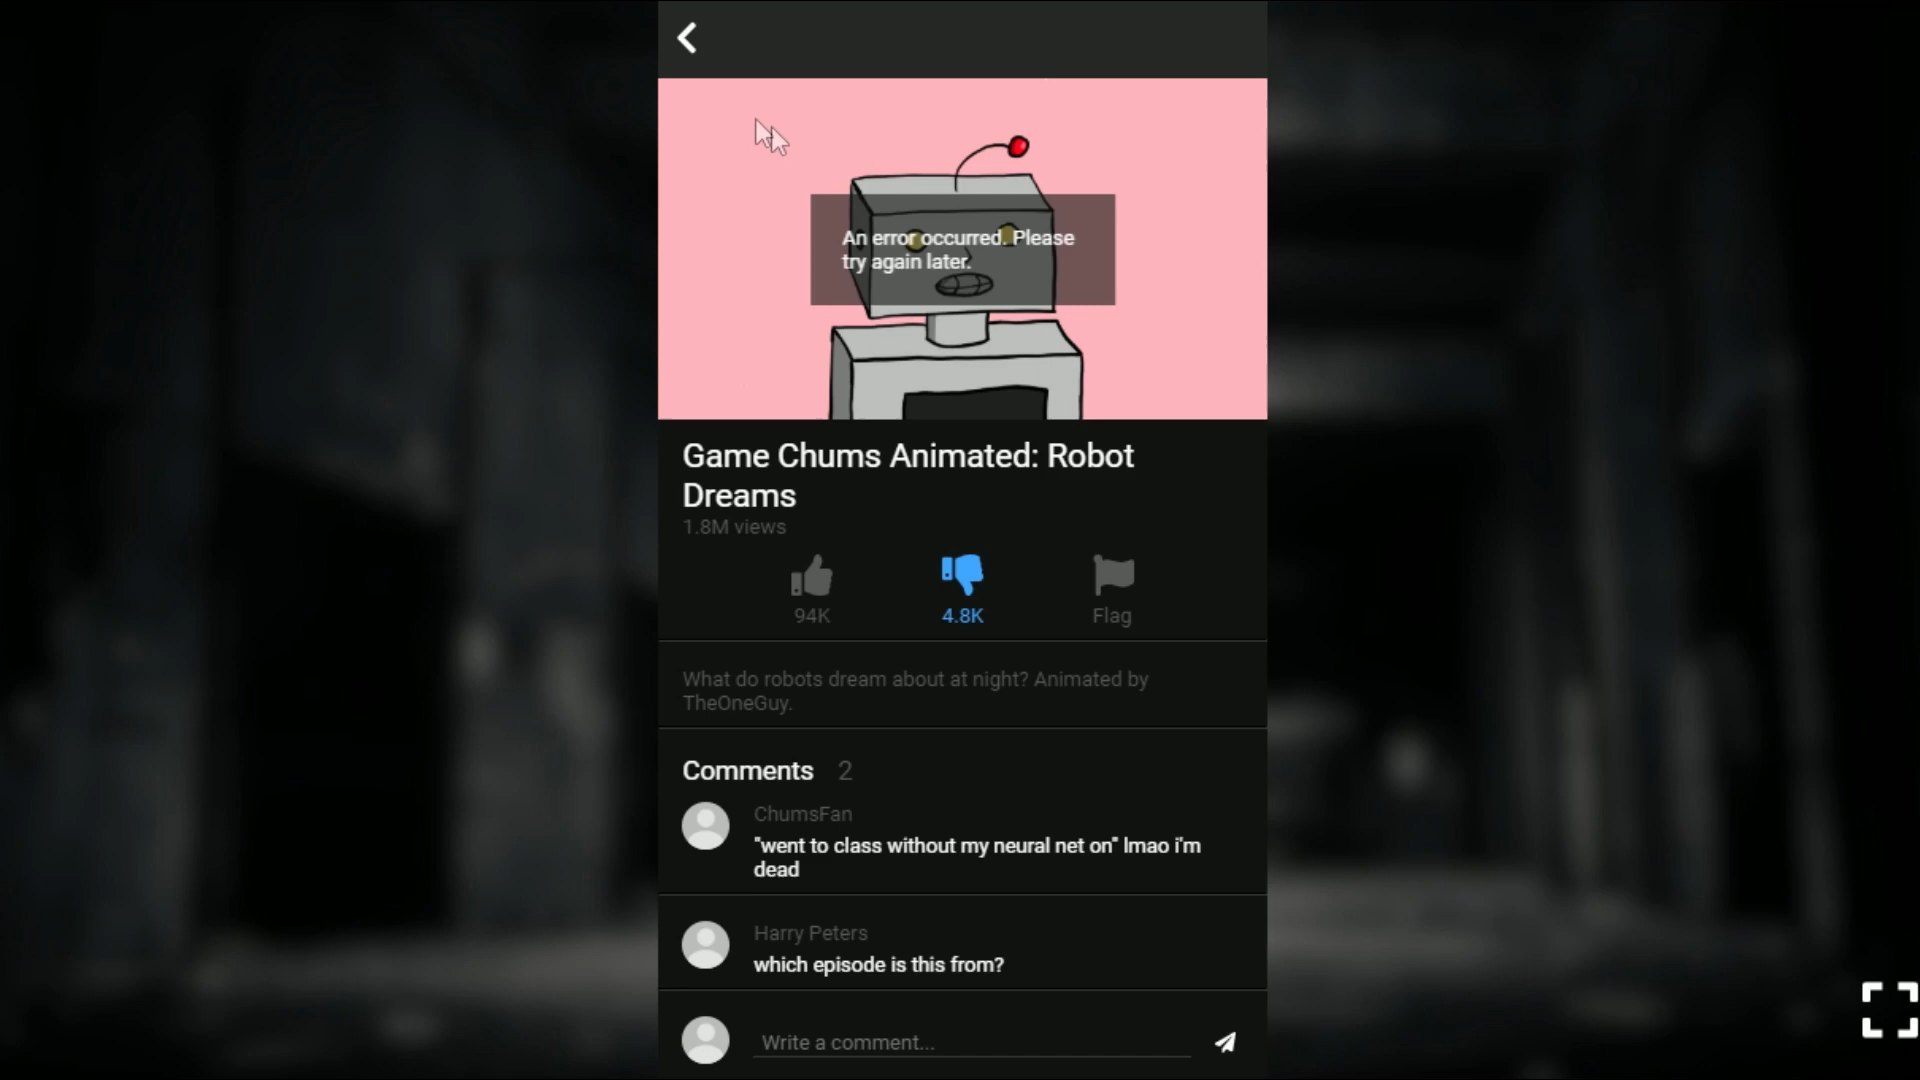 An error occurred. Please
try again later.
Game Chums Animated: Robot
Dreams
1.8M views
94K
4.8K
Flag
What do robots dream about at night? Animated by
TheOneGuy.
Comments 2
ChumsFan
"went to class without my neural net on" lmao i'm
dead
Harry Peters
which episode is this from?
Write a comment...